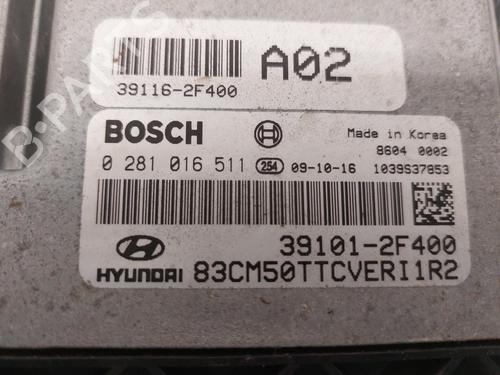 A02
39116-2F400
BOSCH
Made in Korea
8604 0002
0 281 016 511 254 09-10-16 1039S37853
39101-2F400
HYUNDAI 83CM50TTCVERI1R2
B-PARTS